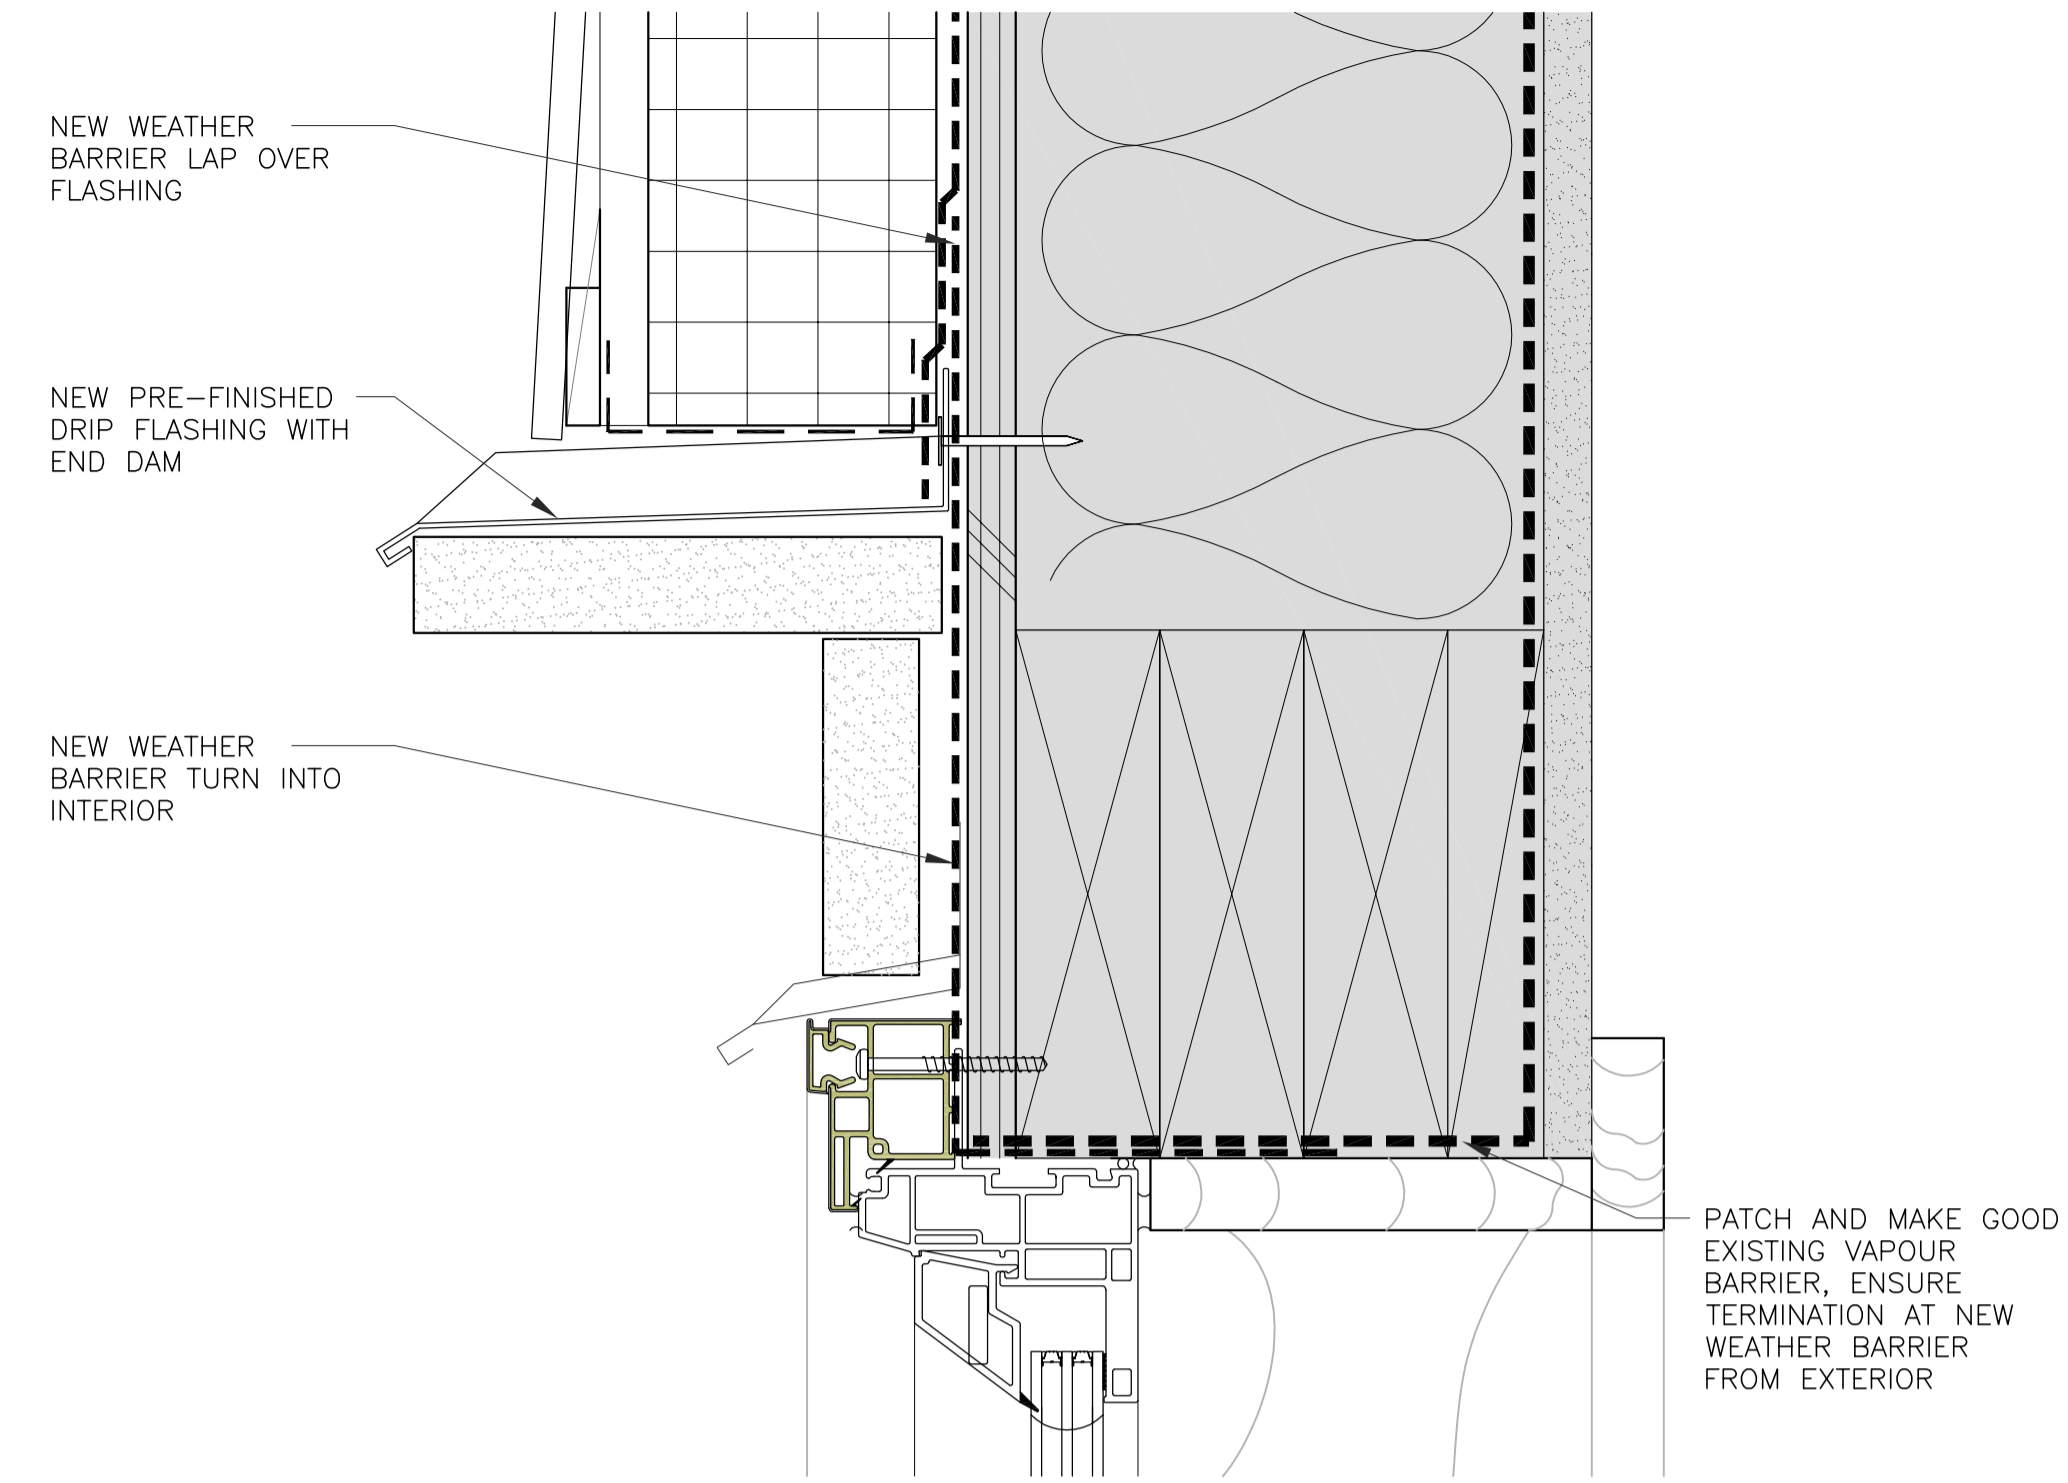 NEW WEATHER
BARRIER LAP OVER
FLASHING
NEW PRE-FINISHED
DRIP FLASHING WITH
END DAM
NEW WEATHER
BARRIER TURN INTO
INTERIOR
PATCH AND MAKE GOOD
EXISTING VAPOUR
BARRIER, ENSURE
TERMINATION AT NEW
WEATHER BARRIER
FROM EXTERIOR